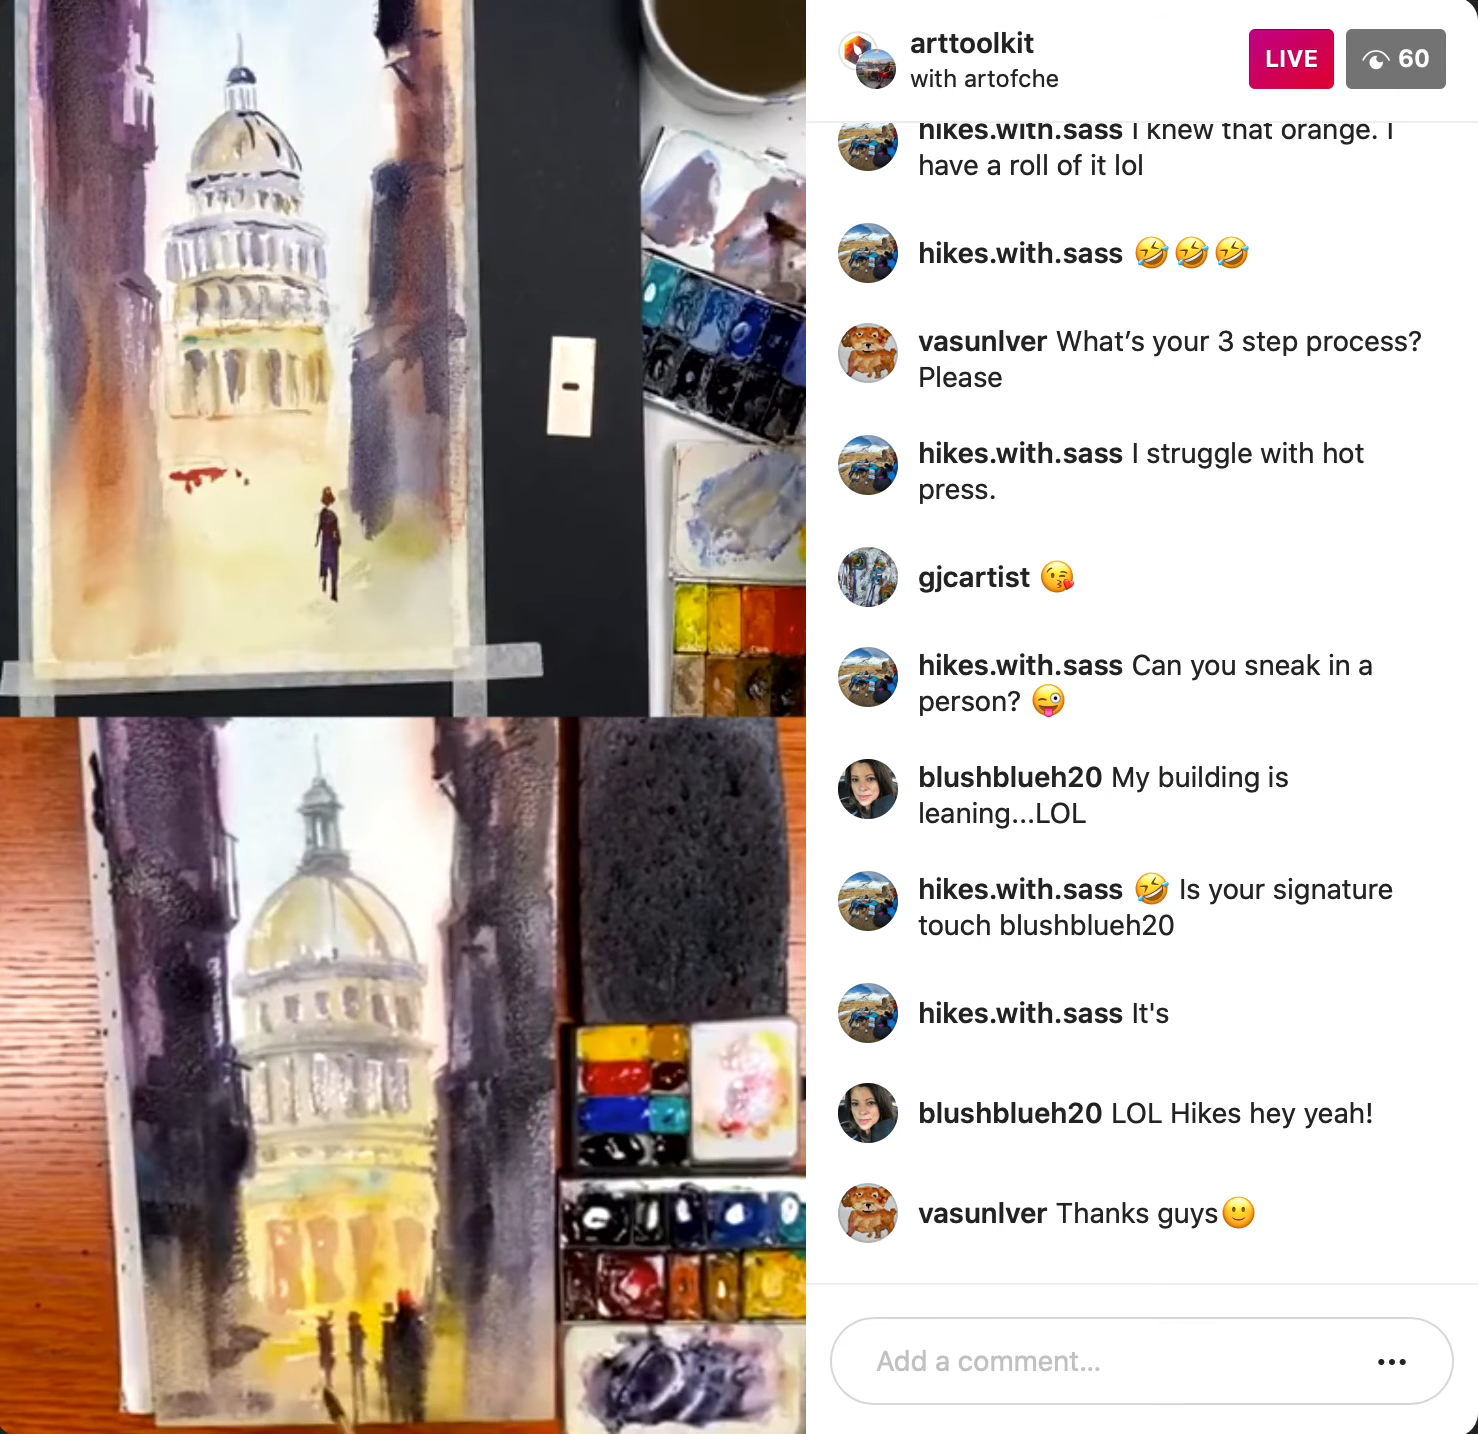 arttoolkit
with artofche
LIVE
60
hikes.with.sass I knew that orange. I
have a roll of it lol
hikes.with.sass 🤣🤣🤣
vasunlver What’s your 3 step process?
Please
hikes.with.sass I struggle with hot
press.
gjcartist 😘
hikes.with.sass Can you sneak in a
person? 😜
blushblueh20 My building is
leaning...LOL
hikes.with.sass 🤣 Is your signature
touch blushblueh20
hikes.with.sass It's
blushblueh20 LOL Hikes hey yeah!
vasunlver Thanks guys🙂
Add a comment...